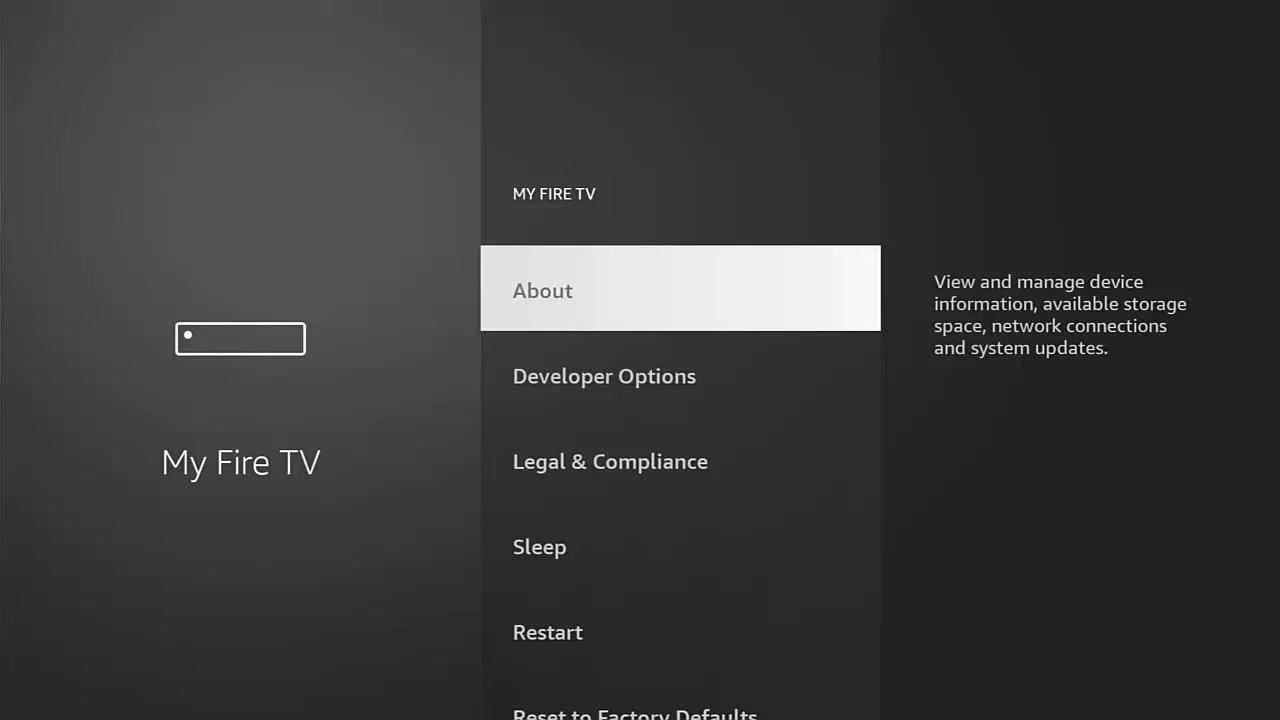 My Fire TV
MY FIRE TV
About
Developer Options
Legal & Compliance
Sleep
Restart
Reset to Factory Defaults
View and manage device
information, available storage
space, network connections
and system updates.